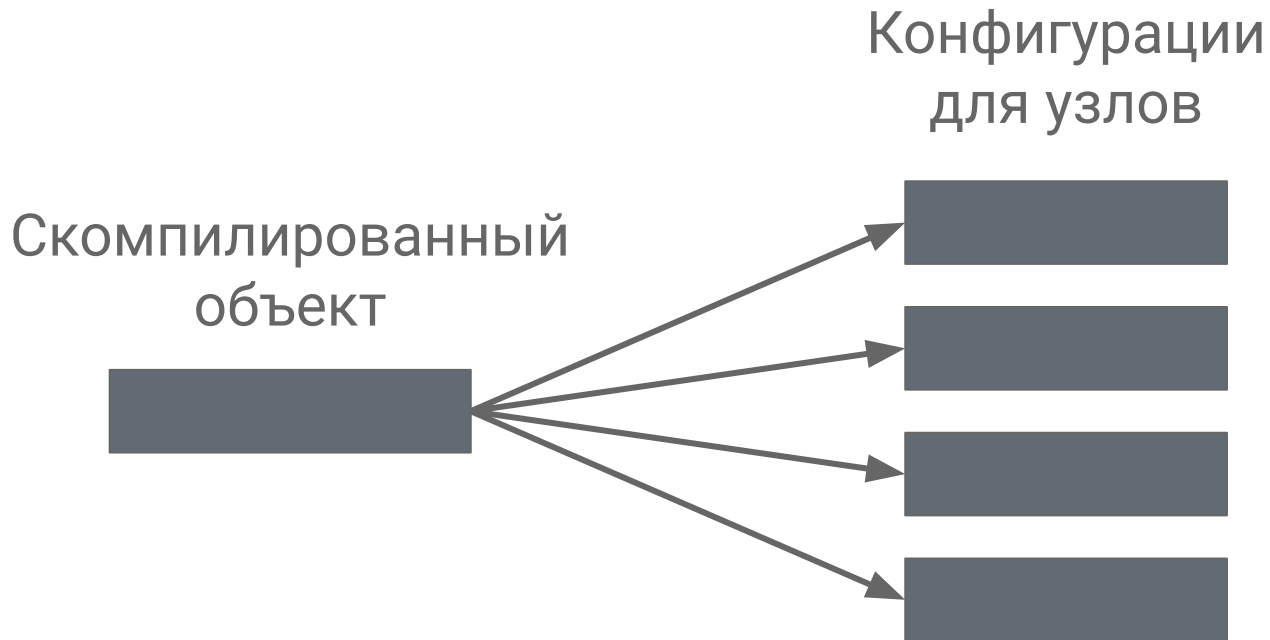 Конфигурации
для узлов
Скомпилированный
объект